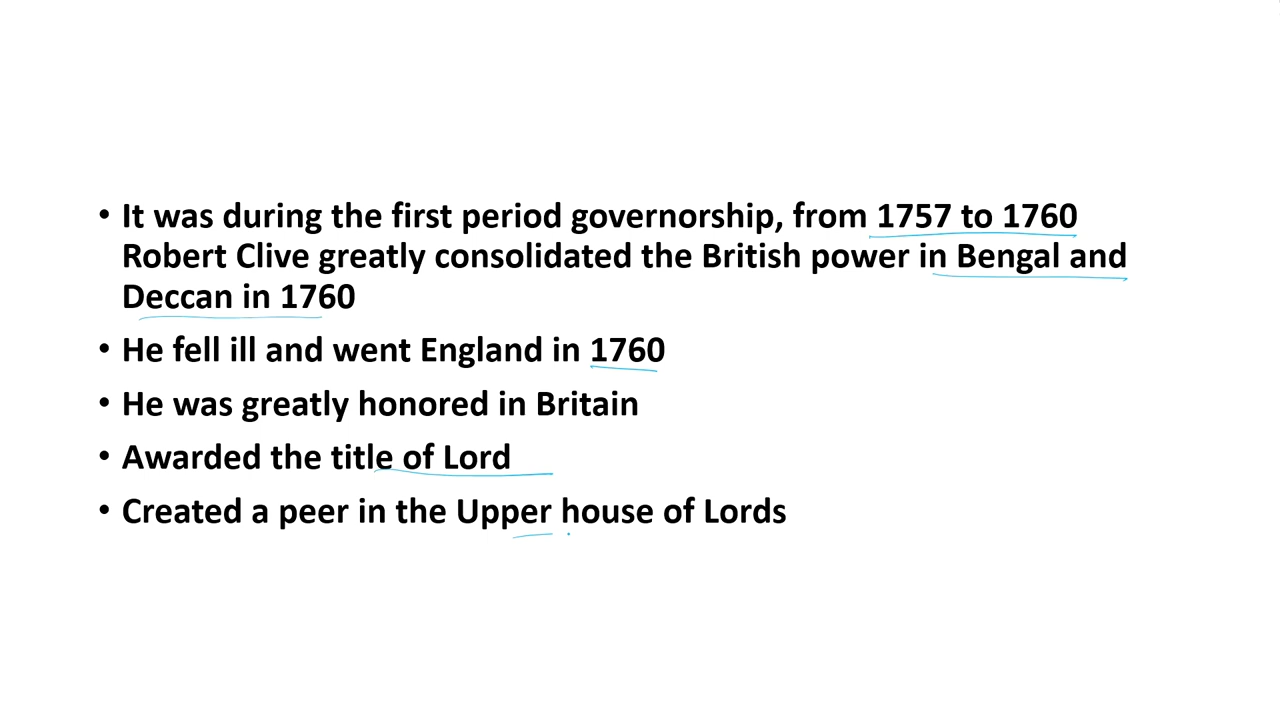 • It was during the first period governorship, from 1757 to 1760
Robert Clive greatly consolidated the British power in Bengal and
Deccan in 1760
• He fell ill and went England in 1760
• He was greatly honored in Britain
• Awarded the title of Lord
• Created a peer in the Upper house of Lords